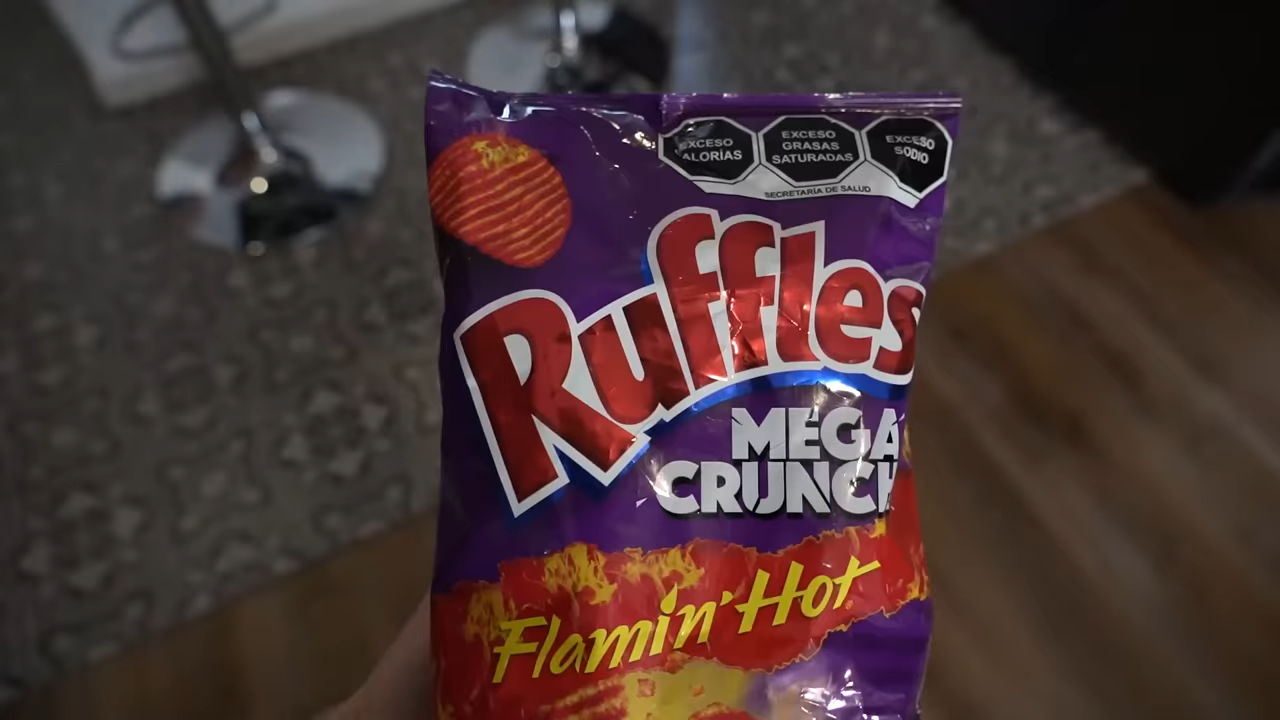 EXCESO
CALORÍAS
EXCESO
GRASAS
SATURADAS
EXCESO
SODIO
SECRETARÍA DE SALUD
Ruffles
MEGA
CRUNCH
Flamin' Hot